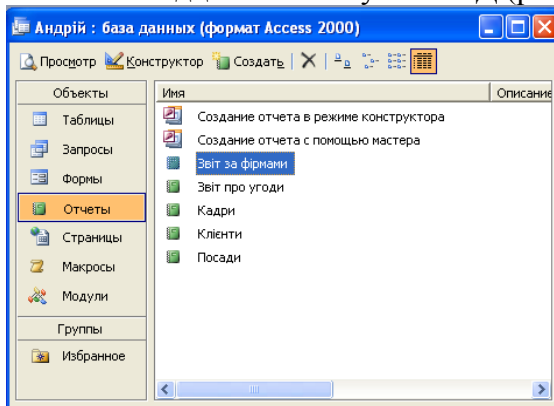 Андрій : база данных (формат Access 2000)
Просмотр Конструктор Создать
Объекты Имя Описание
Таблицы Создание отчета в режиме конструктора
Запросы Создание отчета с помощью мастера
Формы Звіт за фірмами
Отчеты Звіт про угоди
Страницы Кадри
Макросы Клієнти
Модули Посади
Группы
Избранное